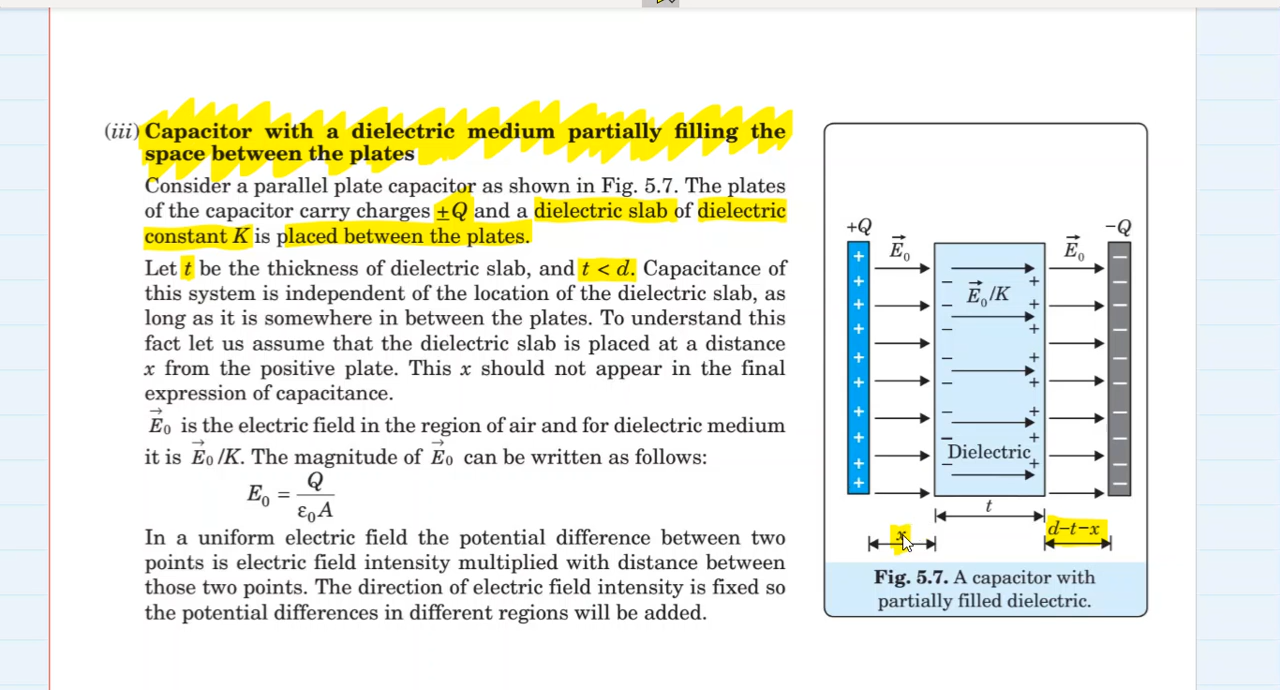 (iii) Capacitor with a dielectric medium partially filling the
space between the plates
Consider a parallel plate capacitor as shown in Fig. 5.7. The plates
of the capacitor carry charges ±Q and a dielectric slab of dielectric
constant K is placed between the plates.
Let t be the thickness of dielectric slab, and t < d. Capacitance of
this system is independent of the location of the dielectric slab, as
long as it is somewhere in between the plates. To understand this
fact let us assume that the dielectric slab is placed at a distance
x from the positive plate. This x should not appear in the final
expression of capacitance.
E⃗₀ is the electric field in the region of air and for dielectric medium
it is E⃗₀/K. The magnitude of E⃗₀ can be written as follows:
E₀ = Q/ε₀A
In a uniform electric field the potential difference between two
points is electric field intensity multiplied with distance between
those two points. The direction of electric field intensity is fixed so
the potential differences in different regions will be added.
+Q −Q
E⃗₀ E⃗₀
E⃗₀/K
Dielectric
t
x d–t–x
Fig. 5.7. A capacitor with
partially filled dielectric.